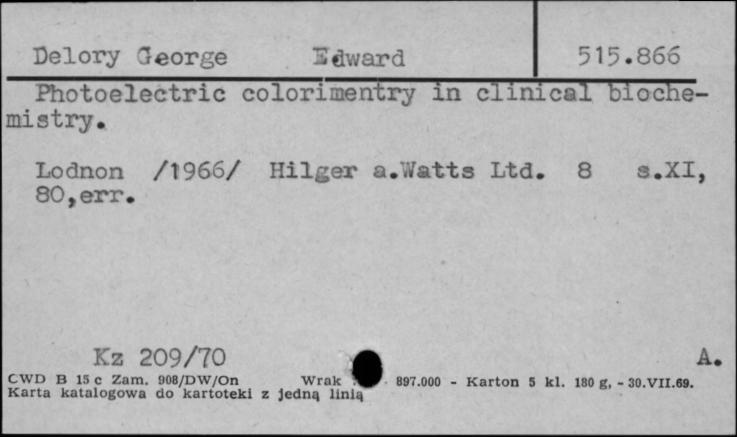 Delory George Edward 515.866
Photoelectric colorimentry in clinical bioche-
mistry.
Lodnon /1966/ Hilger a.Watts Ltd. 8 s.XI,
80,err.
Kz 209/70 A.
CWD B 15 c Zam. 908/DW/On Wrak 897.000 - Karton 5 kl. 180 g, - 30.VII.69.
Karta katalogowa do kartoteki z jedną linią